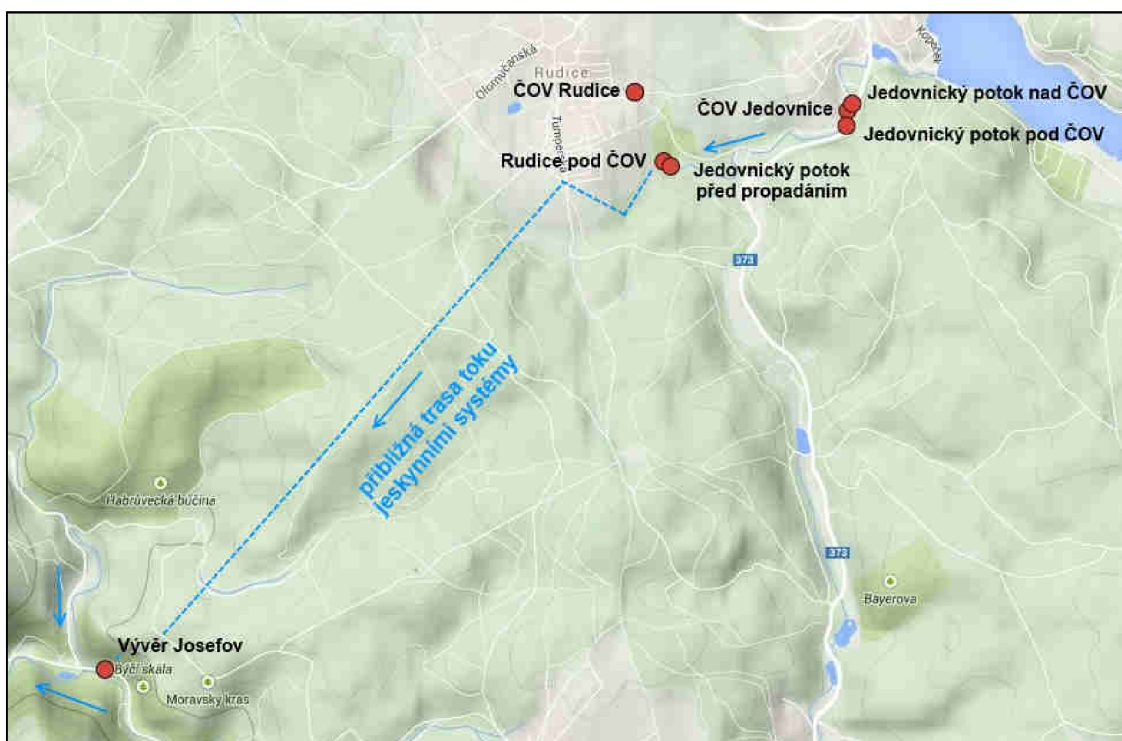 Kopeček
Olomučanská
Rudice
ČOV Rudice
Jedovnický potok nad ČOV
ČOV Jedovnice
Jedovnický potok pod ČOV
Rudice pod ČOV
Jedovnický potok
před propadáním
373
přibližná trasa toku
jeskynními systémy
Habrůvecká bučina
373
Bayerova
Vývěr Josefov
Býčí skála
Moravský kras